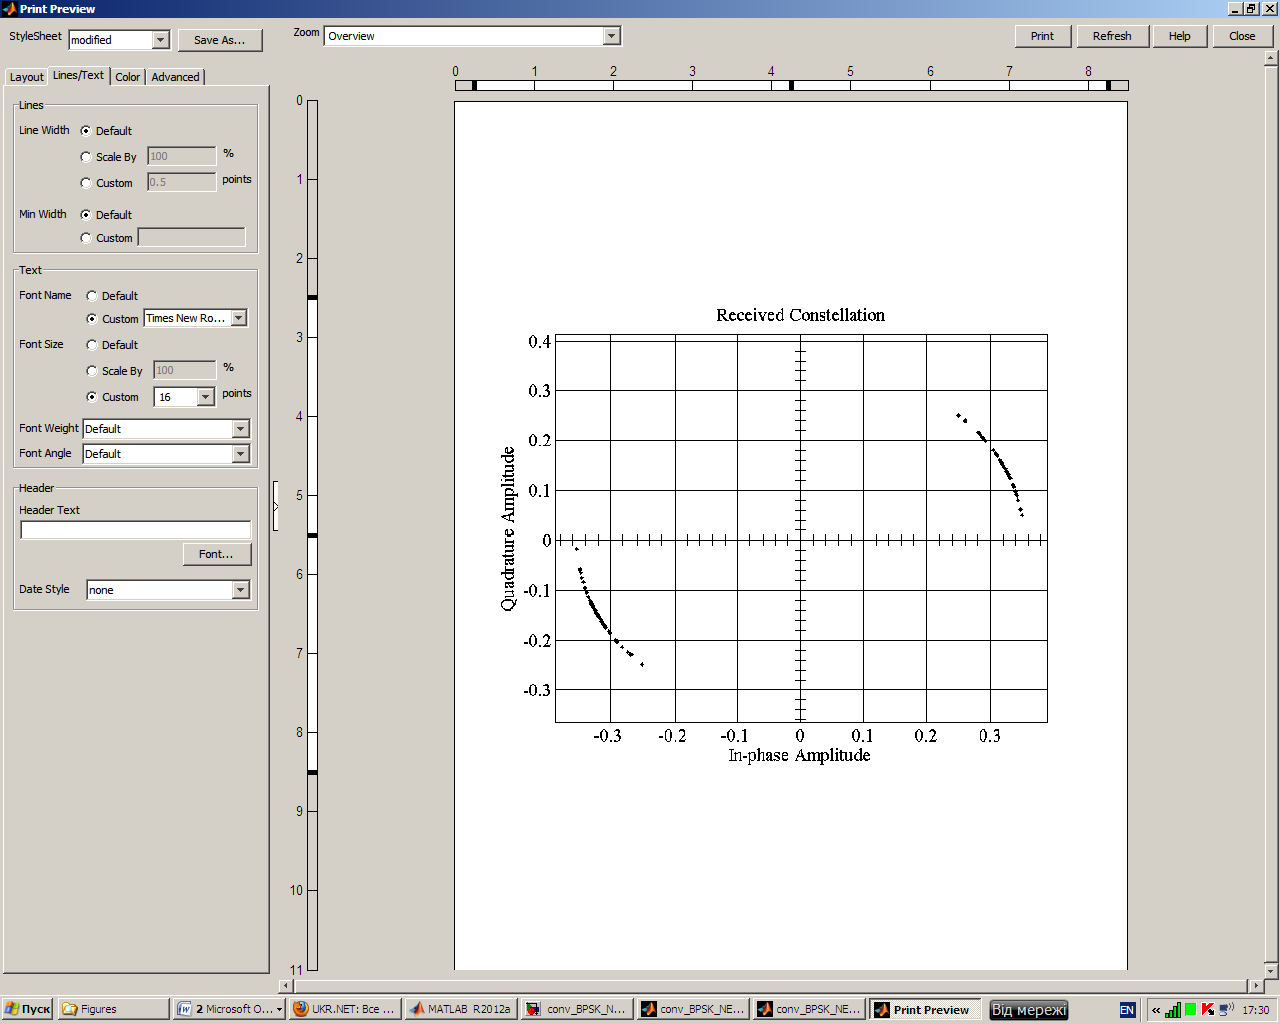 Print Preview
StyleSheet modified Save As... Zoom Overview Print Refresh Help Close
Layout Lines/Text Color Advanced
Lines
Line Width Default
Scale By 100 %
Custom 0.5 points
Min Width Default
Custom
Text
Font Name Default
Custom Times New Ro...
Font Size Default
Scale By 100 %
Custom 16 points
Font Weight Default
Font Angle Default
Header
Header Text
Font...
Date Style none
0 1 2 3 4 5 6 7 8
0
1
2
3
4
5
6
7
8
9
10
11
Received Constellation
Quadrature Amplitude
0.4
0.3
0.2
0.1
0
-0.1
-0.2
-0.3
-0.3 -0.2 -0.1 0 0.1 0.2 0.3
In-phase Amplitude
Пуск Figures 2 Microsoft O... UKR.NET: Все ... MATLAB R2012a conv_BPSK_N... conv_BPSK_NE... conv_BPSK_NE... Print Preview Від мережі EN « 17:30